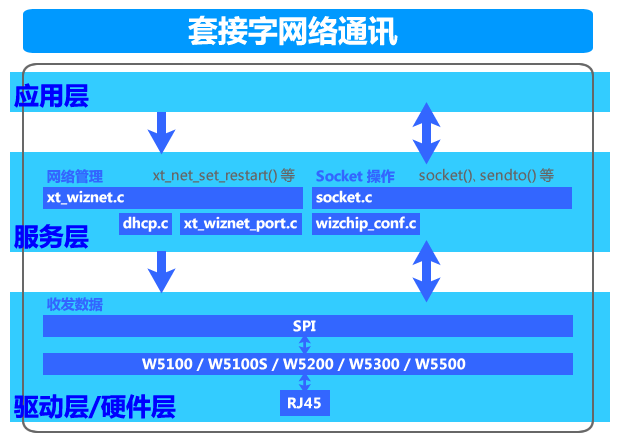 套接字网络通讯
应用层
网络管理 xt_net_set_restart() 等 Socket 操作 socket(), sendto() 等
xt_wiznet.c socket.c
dhcp.c xt_wiznet_port.c wizchip_conf.c
服务层
收发数据
SPI
W5100 / W5100S / W5200 / W5300 / W5500
驱动层/硬件层 RJ45